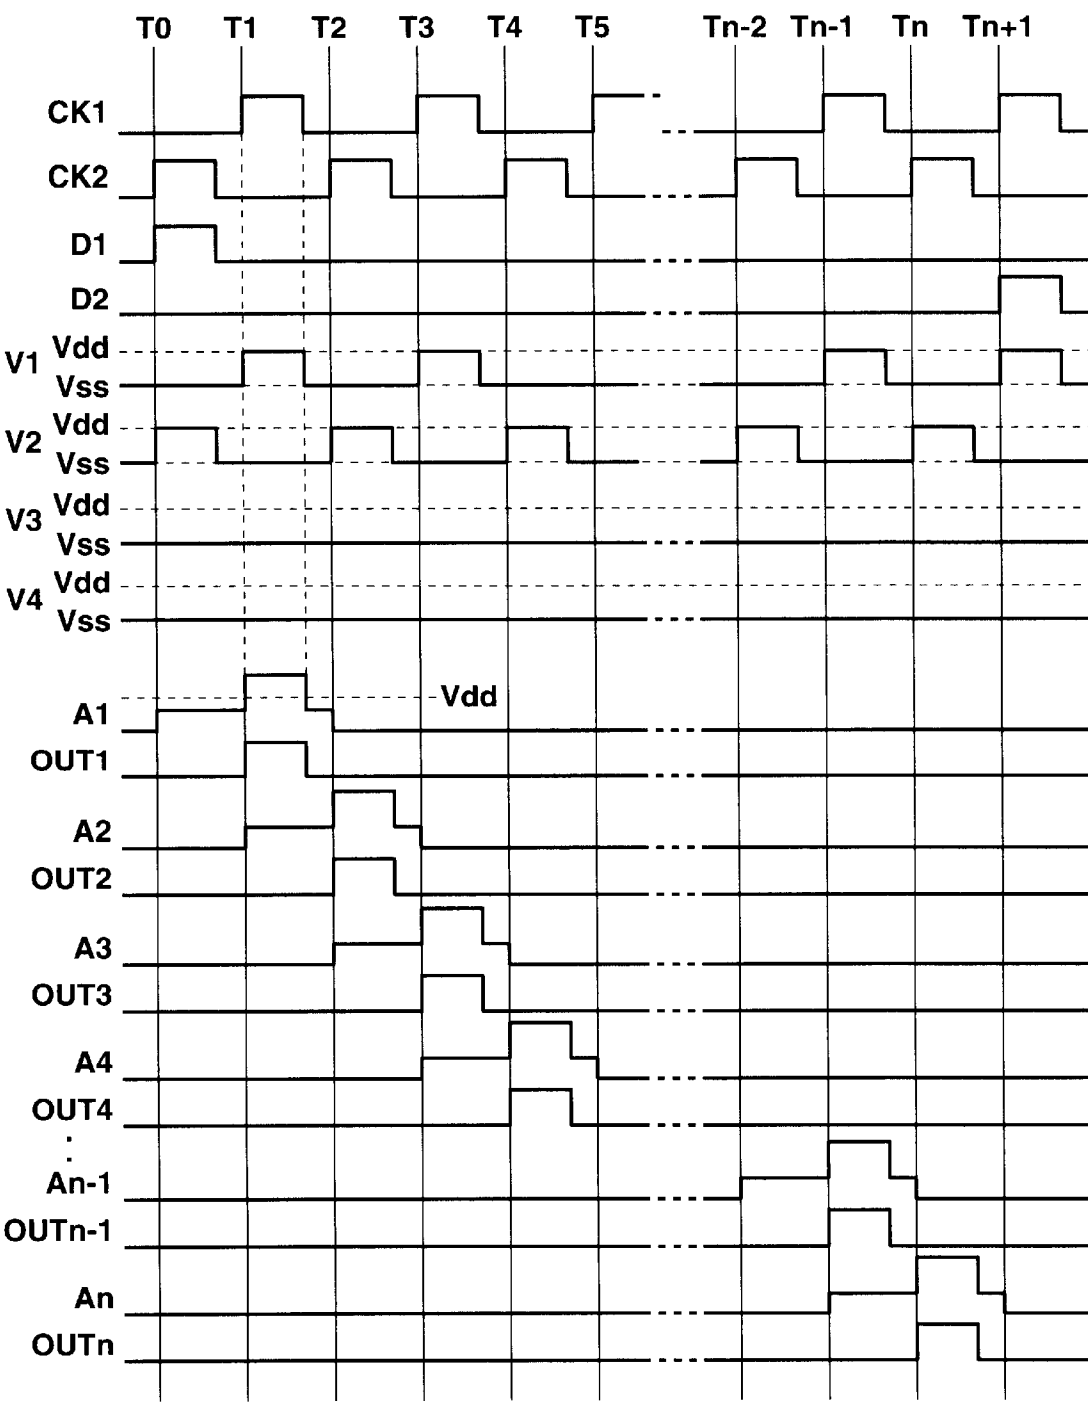 T0 T1 T2 T3 T4 T5 Tn-2 Tn-1 Tn Tn+1
CK1
CK2
D1
D2
V1 Vdd
Vss
V2 Vdd
Vss
V3 Vdd
Vss
V4 Vdd
Vss
Vdd
A1
OUT1
A2
OUT2
A3
OUT3
A4
OUT4
An-1
OUTn-1
An
OUTn